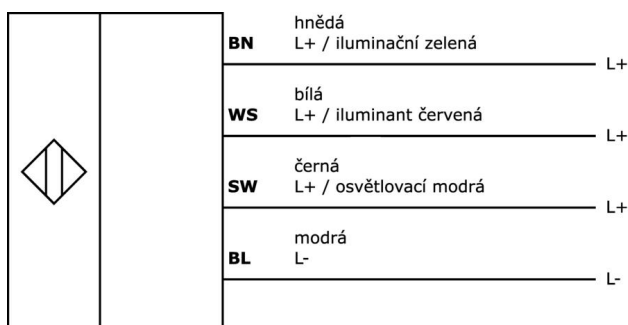 hnědá
BN L+ / iluminační zelená
L+
bílá
WS L+ / iluminant červená
L+
černá
SW L+ / osvětlovací modrá
L+
modrá
BL L-
L-